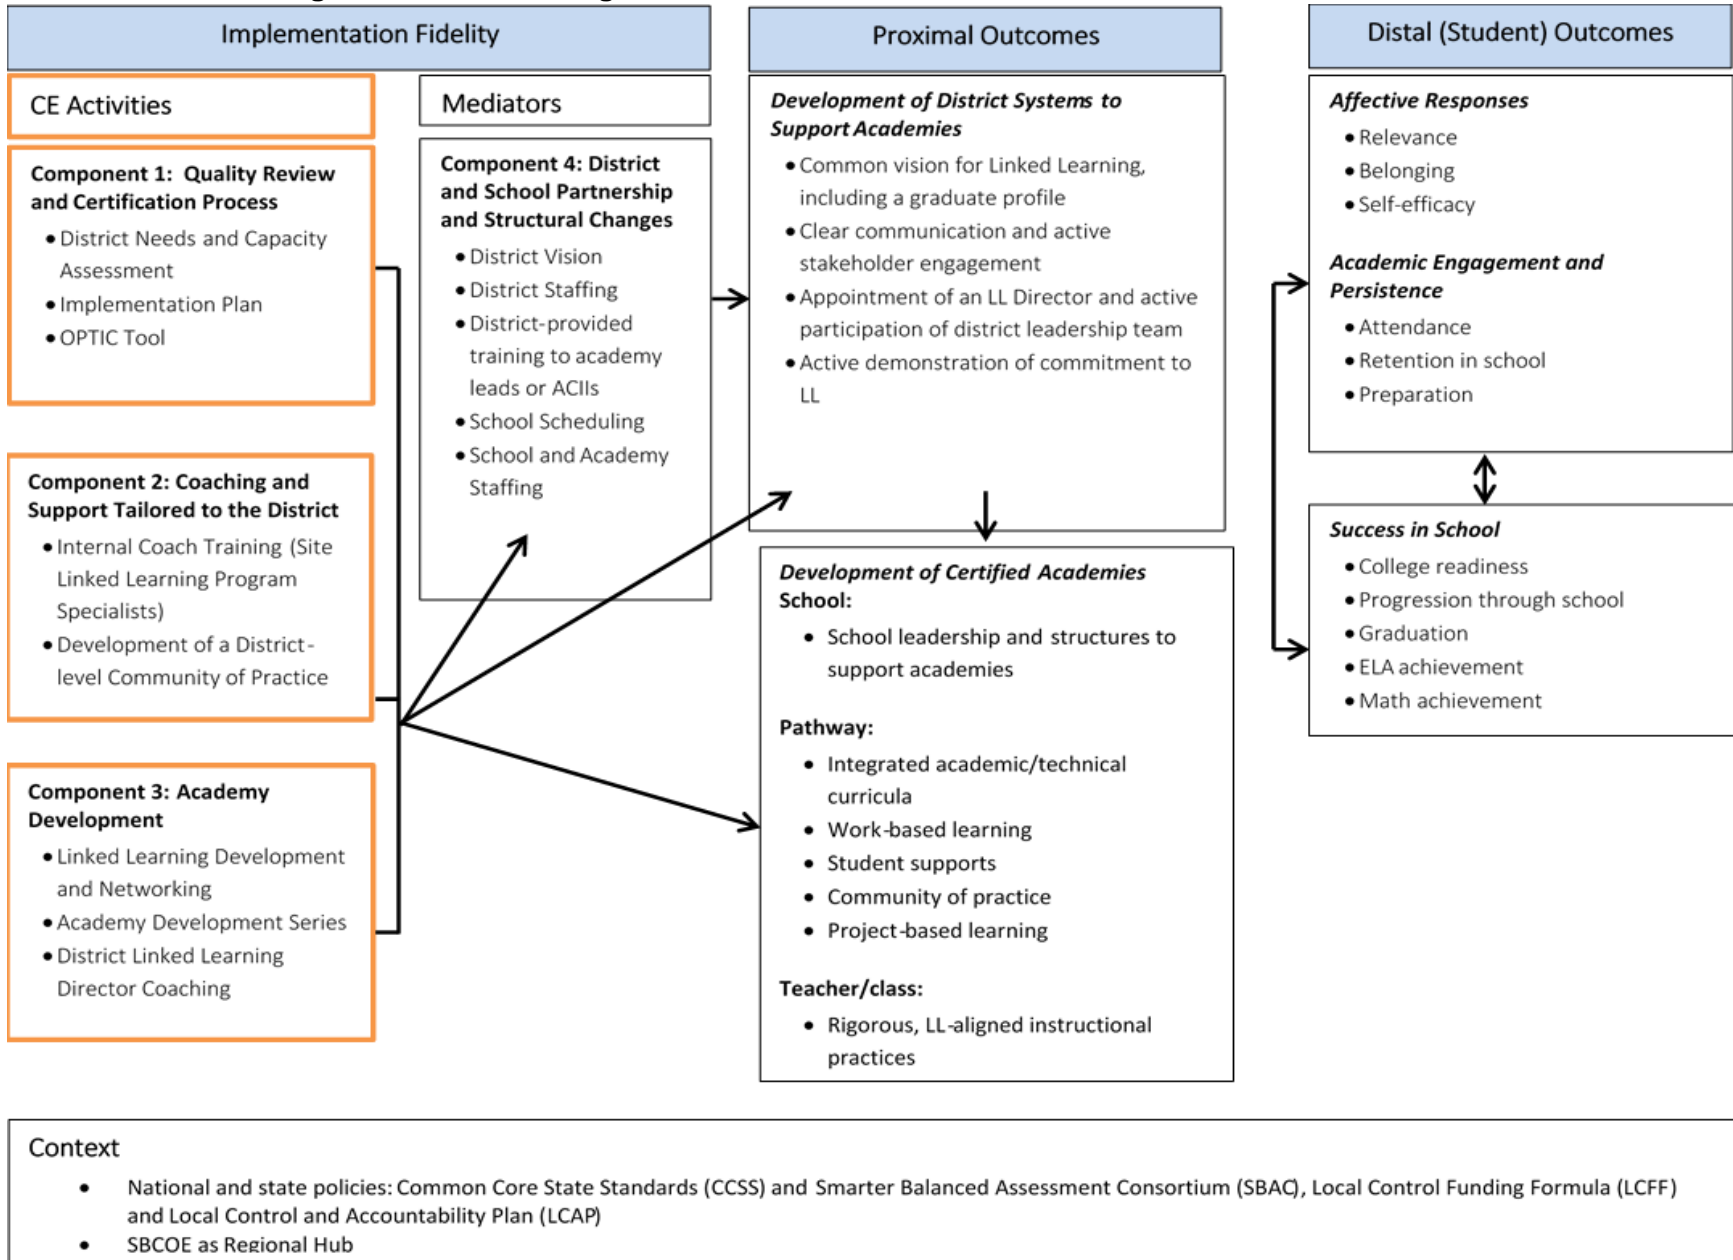 Implementation Fidelity
Proximal Outcomes
Distal (Student) Outcomes
CE Activities
Component 1:  Quality Review
and Certification Process
• District Needs and Capacity
Assessment
• Implementation Plan
• OPTIC Tool
Component 2: Coaching and
Support Tailored to the District
• Internal Coach Training (Site
Linked Learning Program
Specialists)
• Development of a District-
level Community of Practice
Component 3: Academy
Development
• Linked Learning Development
and Networking
• Academy Development Series
• District Linked Learning
Director Coaching
Mediators
Component 4: District
and School Partnership
and Structural Changes
• District Vision
• District Staffing
• District-provided
training to academy
leads or ACIIs
• School Scheduling
• School and Academy
Staffing
Development of District Systems to
Support Academies
• Common vision for Linked Learning,
including a graduate profile
• Clear communication and active
stakeholder engagement
• Appointment of an LL Director and active
participation of district leadership team
• Active demonstration of commitment to
LL
Development of Certified Academies
School:
• School leadership and structures to
support academies
Pathway:
• Integrated academic/technical
curricula
• Work-based learning
• Student supports
• Community of practice
• Project-based learning
Teacher/class:
• Rigorous, LL-aligned instructional
practices
Affective Responses
• Relevance
• Belonging
• Self-efficacy
Academic Engagement and
Persistence
• Attendance
• Retention in school
• Preparation
Success in School
• College readiness
• Progression through school
• Graduation
• ELA achievement
• Math achievement
Context
• National and state policies: Common Core State Standards (CCSS) and Smarter Balanced Assessment Consortium (SBAC), Local Control Funding Formula (LCFF)
and Local Control and Accountability Plan (LCAP)
• SBCOE as Regional Hub